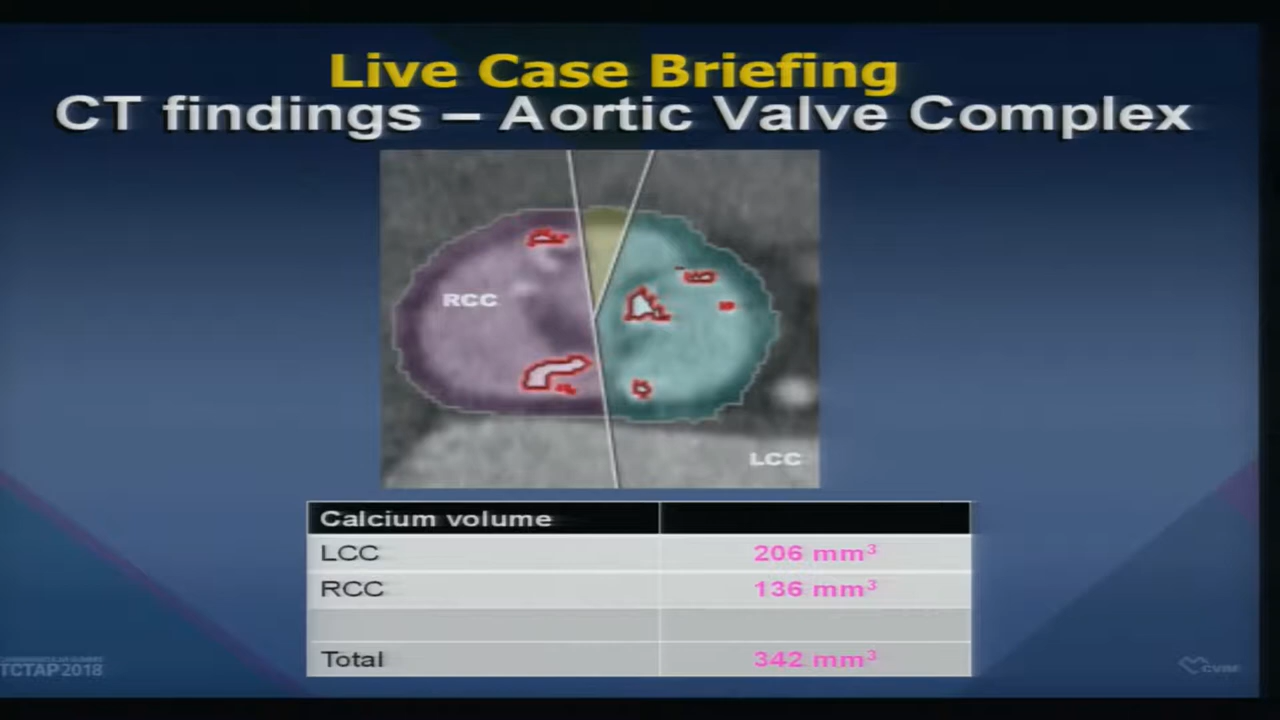 Live Case Briefing
CT findings – Aortic Valve Complex
RCC
LCC
Calcium volume
LCC 206 mm³
RCC 136 mm³
Total 342 mm³
TCTAP2018
CVRF